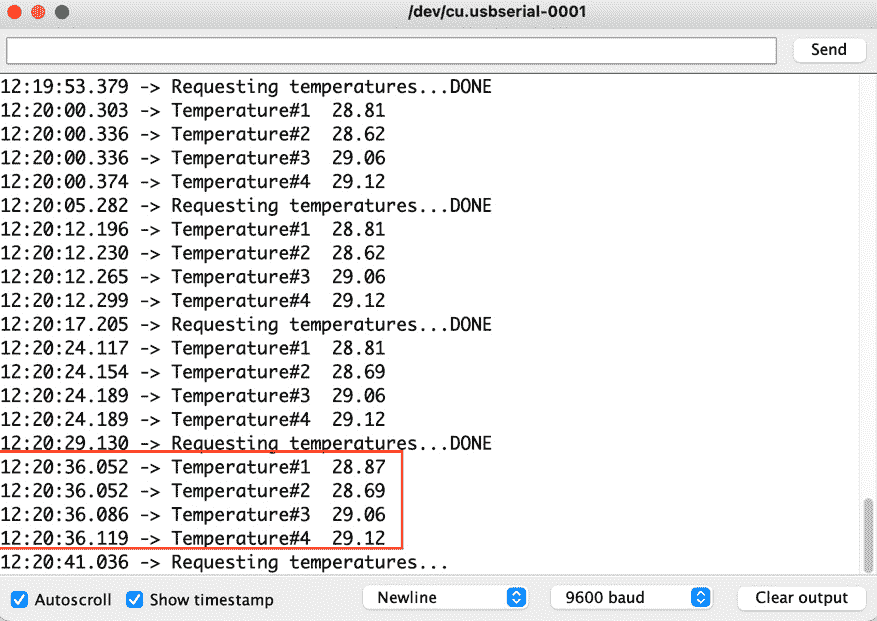 /dev/cu.usbserial-0001
Send
12:19:53.379 -> Requesting temperatures...DONE
12:20:00.303 -> Temperature#1  28.81
12:20:00.336 -> Temperature#2  28.62
12:20:00.336 -> Temperature#3  29.06
12:20:00.374 -> Temperature#4  29.12
12:20:05.282 -> Requesting temperatures...DONE
12:20:12.196 -> Temperature#1  28.81
12:20:12.230 -> Temperature#2  28.62
12:20:12.265 -> Temperature#3  29.06
12:20:12.299 -> Temperature#4  29.12
12:20:17.205 -> Requesting temperatures...DONE
12:20:24.117 -> Temperature#1  28.81
12:20:24.154 -> Temperature#2  28.69
12:20:24.189 -> Temperature#3  29.06
12:20:24.189 -> Temperature#4  29.12
12:20:29.130 -> Requesting temperatures...DONE
12:20:36.052 -> Temperature#1  28.87
12:20:36.052 -> Temperature#2  28.69
12:20:36.086 -> Temperature#3  29.06
12:20:36.119 -> Temperature#4  29.12
12:20:41.036 -> Requesting temperatures...
Autoscroll Show timestamp Newline 9600 baud Clear output